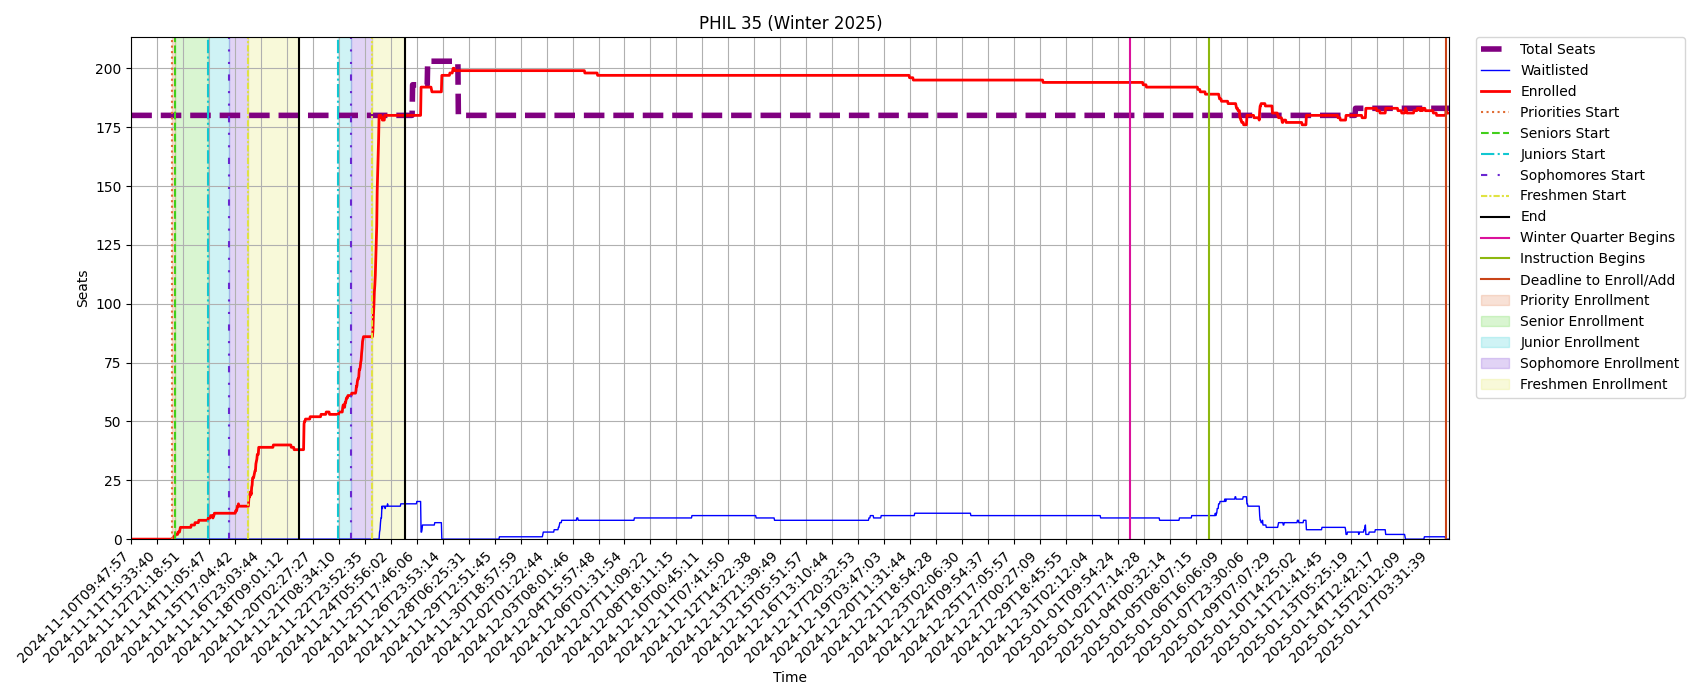 PHIL 35 (Winter 2025)
Seats
200
175
150
125
100
75
50
25
0
2024-11-10T09:47:57
2024-11-11T15:33:40
2024-11-12T21:18:51
2024-11-14T11:05:47
2024-11-15T17:04:42
2024-11-16T23:03:44
2024-11-18T09:01:12
2024-11-20T02:27:27
2024-11-21T08:34:10
2024-11-22T23:52:35
2024-11-24T05:56:02
2024-11-25T17:46:06
2024-11-26T23:53:14
2024-11-28T06:25:31
2024-11-29T12:51:45
2024-11-30T18:57:59
2024-12-02T01:22:44
2024-12-03T08:01:46
2024-12-04T15:57:48
2024-12-06T01:31:54
2024-12-07T11:09:22
2024-12-08T18:11:15
2024-12-10T00:45:11
2024-12-11T07:41:50
2024-12-12T14:22:38
2024-12-13T21:39:49
2024-12-15T05:51:57
2024-12-16T13:10:44
2024-12-17T20:32:53
2024-12-19T03:47:03
2024-12-20T11:31:44
2024-12-21T18:54:28
2024-12-23T02:06:30
2024-12-24T09:54:37
2024-12-25T17:05:57
2024-12-27T00:27:09
2024-12-29T18:45:55
2024-12-31T02:12:04
2025-01-01T09:54:24
2025-01-02T17:14:28
2025-01-04T00:32:14
2025-01-05T08:07:15
2025-01-06T16:06:09
2025-01-07T23:30:06
2025-01-09T07:07:29
2025-01-10T14:25:02
2025-01-11T21:41:45
2025-01-13T05:25:19
2025-01-14T12:42:17
2025-01-15T20:12:09
2025-01-17T03:31:39
Time
Total Seats
Waitlisted
Enrolled
Priorities Start
Seniors Start
Juniors Start
Sophomores Start
Freshmen Start
End
Winter Quarter Begins
Instruction Begins
Deadline to Enroll/Add
Priority Enrollment
Senior Enrollment
Junior Enrollment
Sophomore Enrollment
Freshmen Enrollment